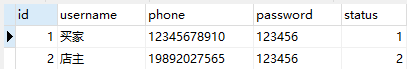 id username phone password status
1 买家 12345678910 123456 1
2 店主 19892027565 123456 2